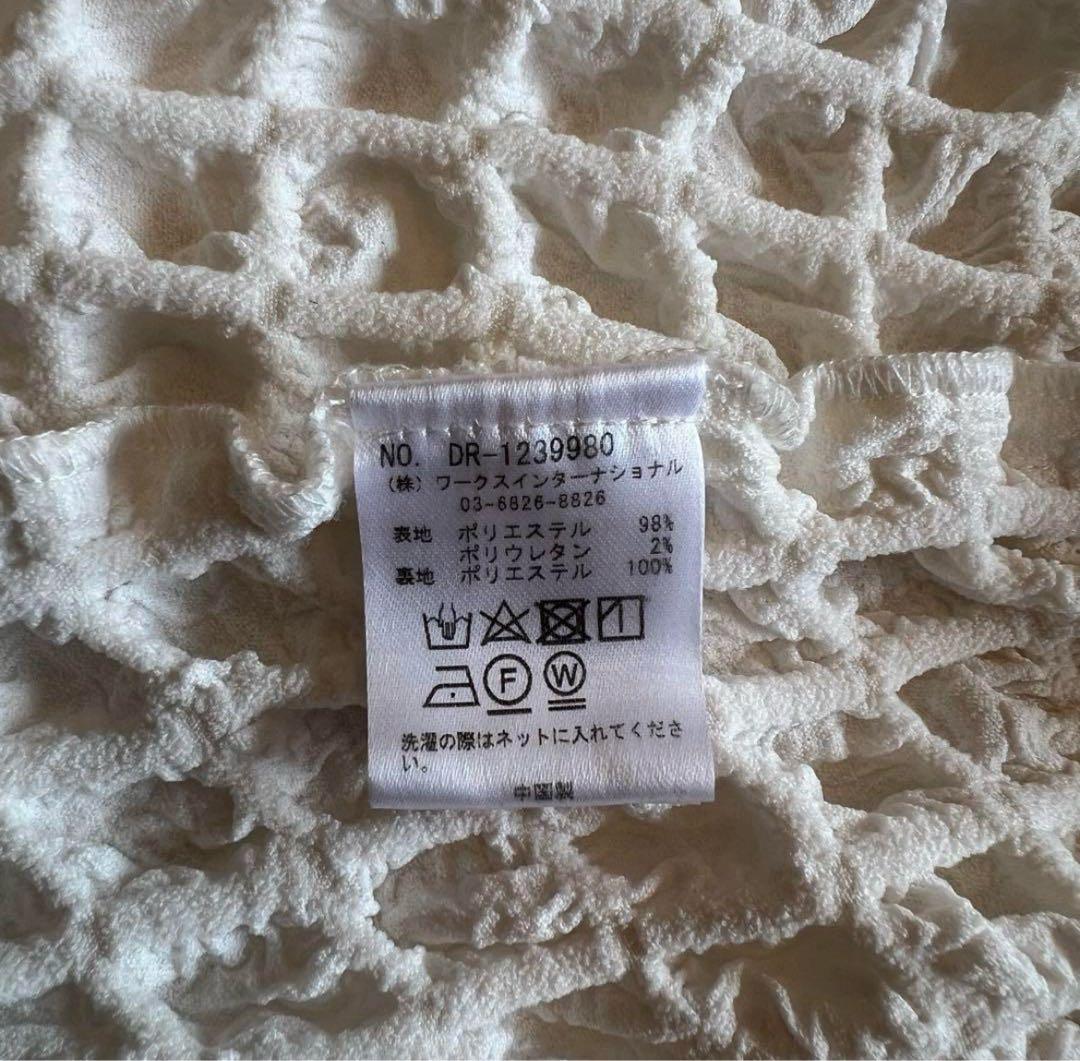 NO. DR-1239980
(株) ワークスインターナショナル
03-6826-8826
表地 ポリエステル 98%
ポリウレタン 2%
裏地 ポリエステル 100%
F W
洗濯の際はネットに入れてくださ
い。
中国製